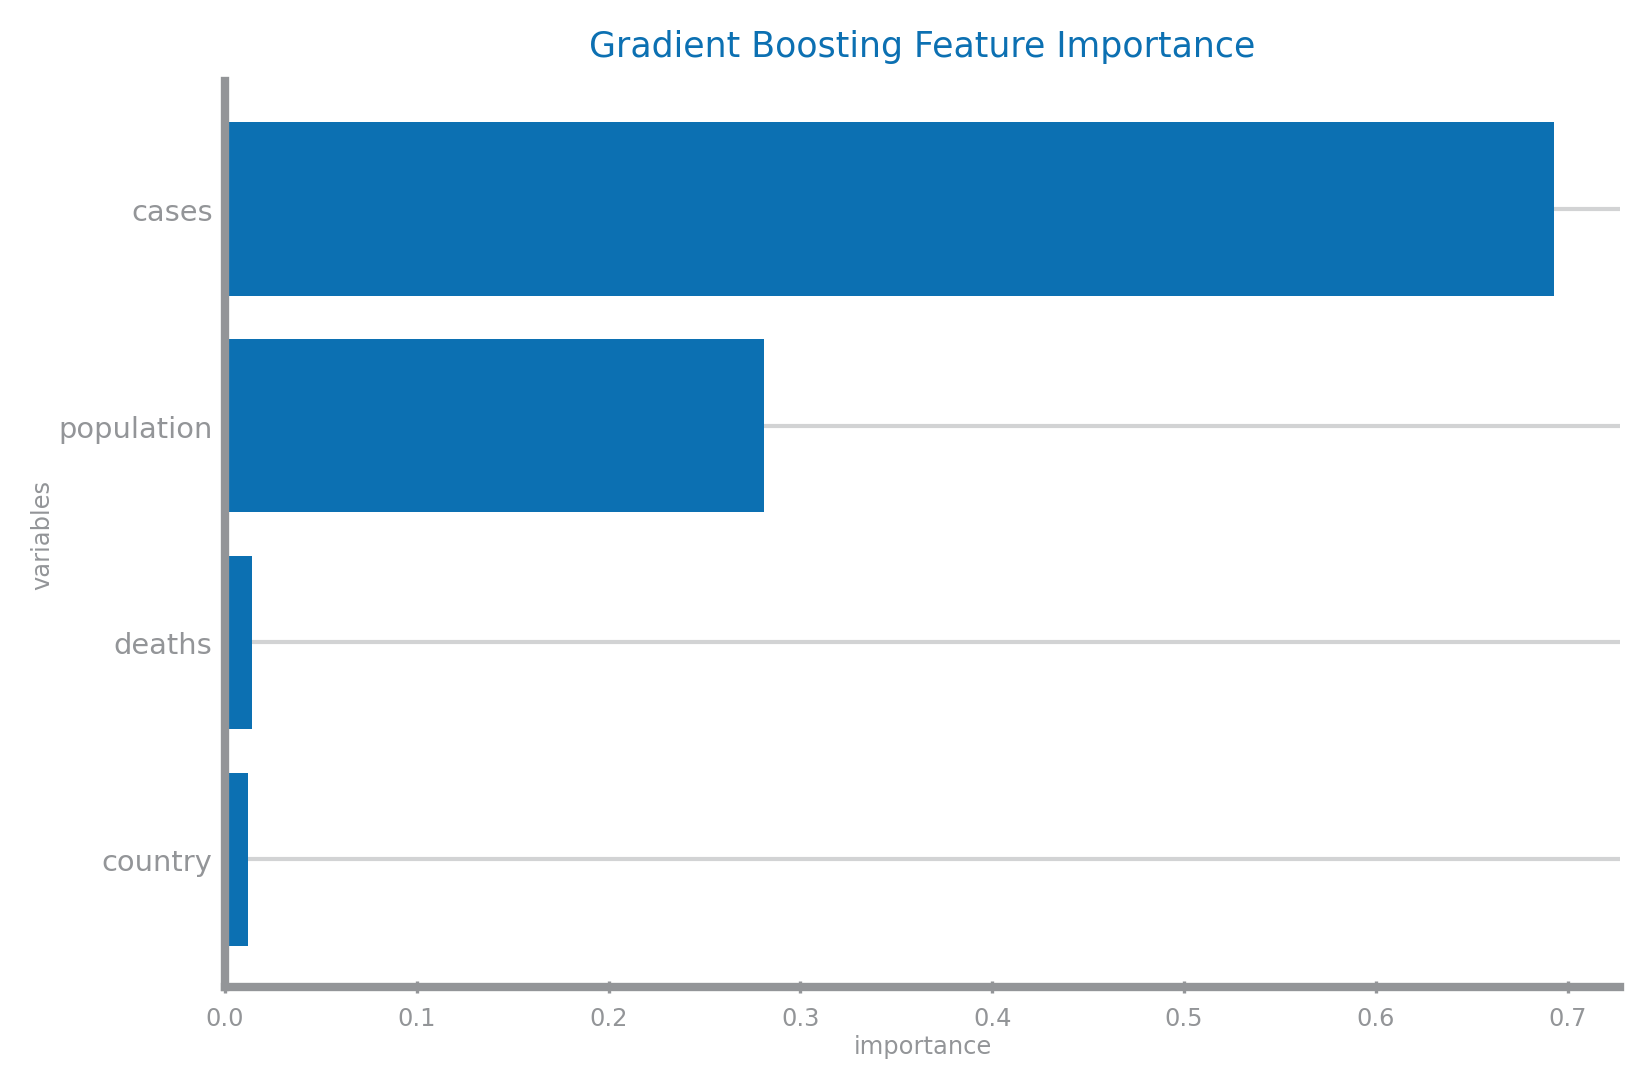 Gradient Boosting Feature Importance
cases
population
deaths
country
variables
0.0 0.1 0.2 0.3 0.4 0.5 0.6 0.7
importance